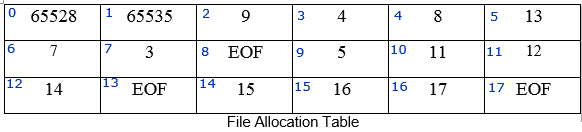 0 65528 1 65535 2 9 3 4 4 8 5 13
6 7 7 3 8 EOF 9 5 10 11 11 12
12 14 13 EOF 14 15 15 16 16 17 17 EOF
File Allocation Table